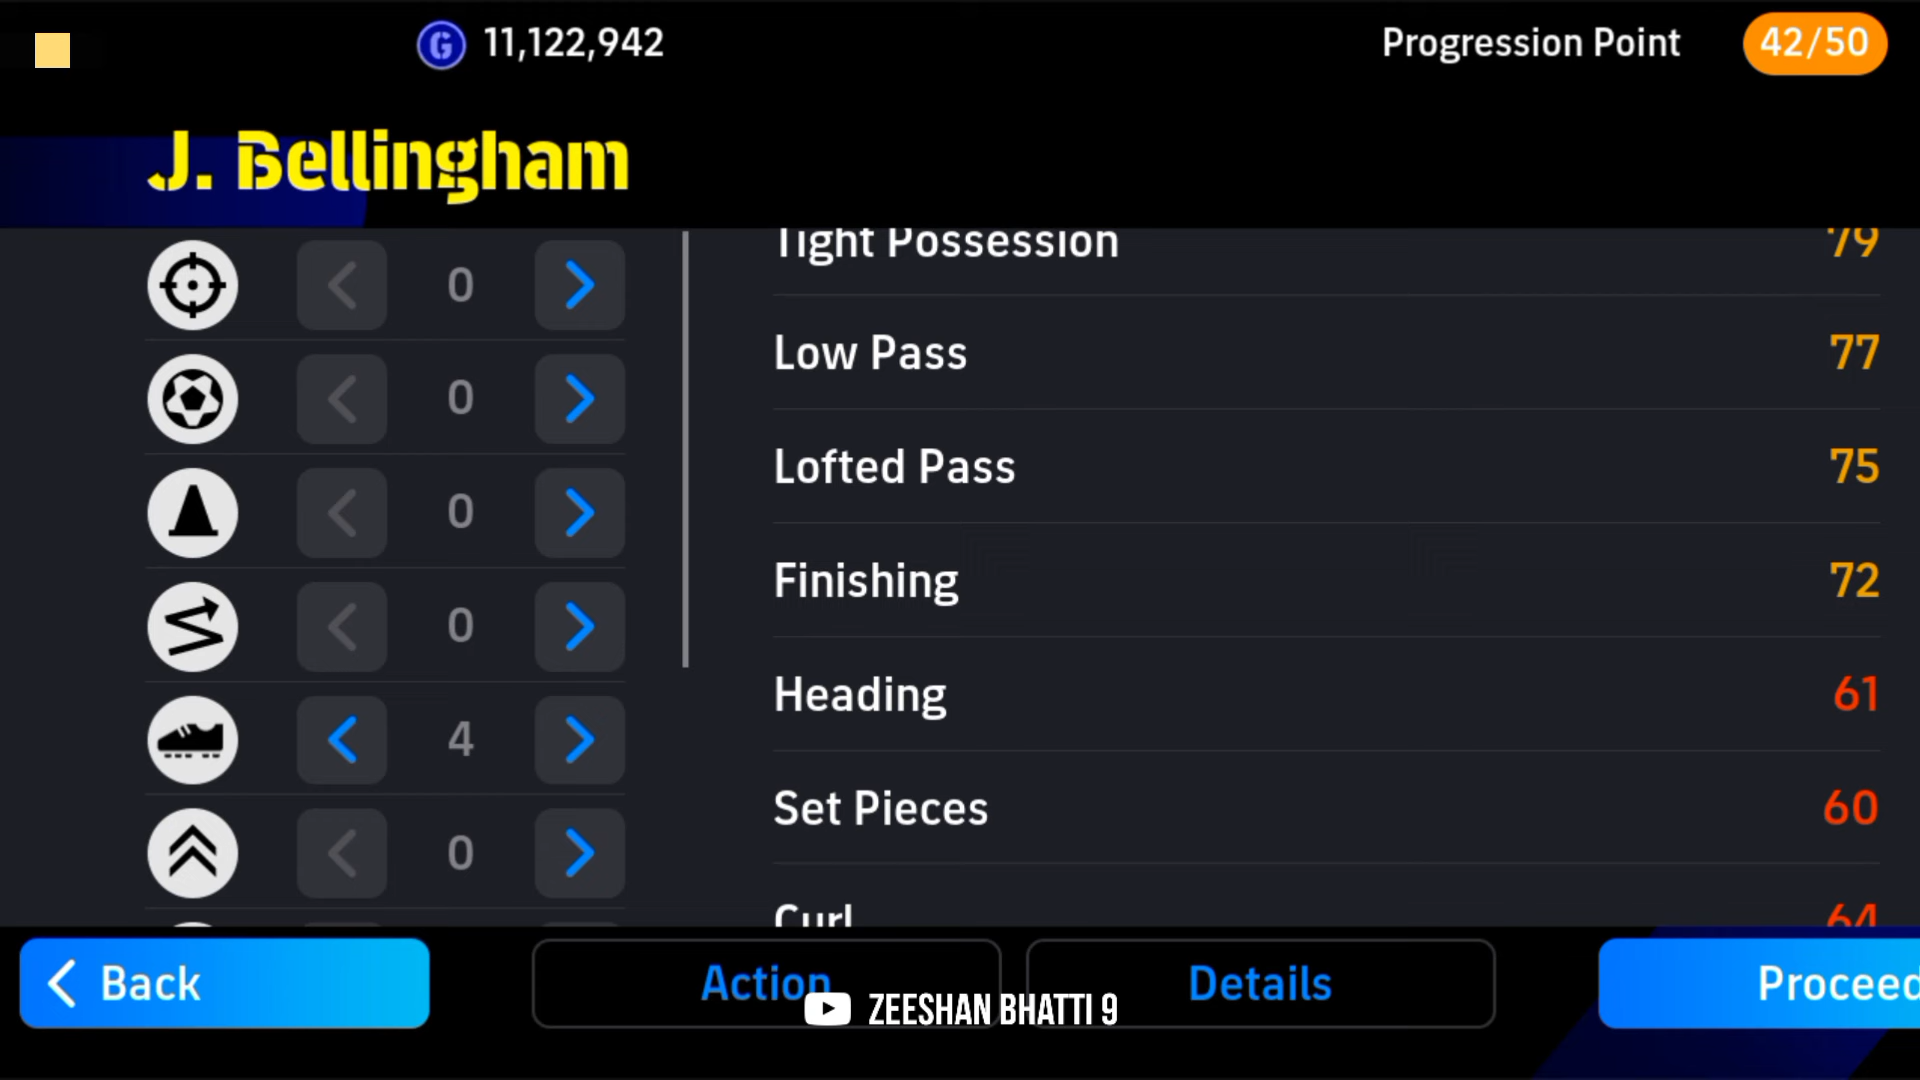 G 11,122,942
Progression Point 42/50
J. Bellingham
0
0
0
0
4
0
Tight Possession 79
Low Pass 77
Lofted Pass 75
Finishing 72
Heading 61
Set Pieces 60
Curl 64
Back
Action
Details
Proceed
ZEESHAN BHATTI 9